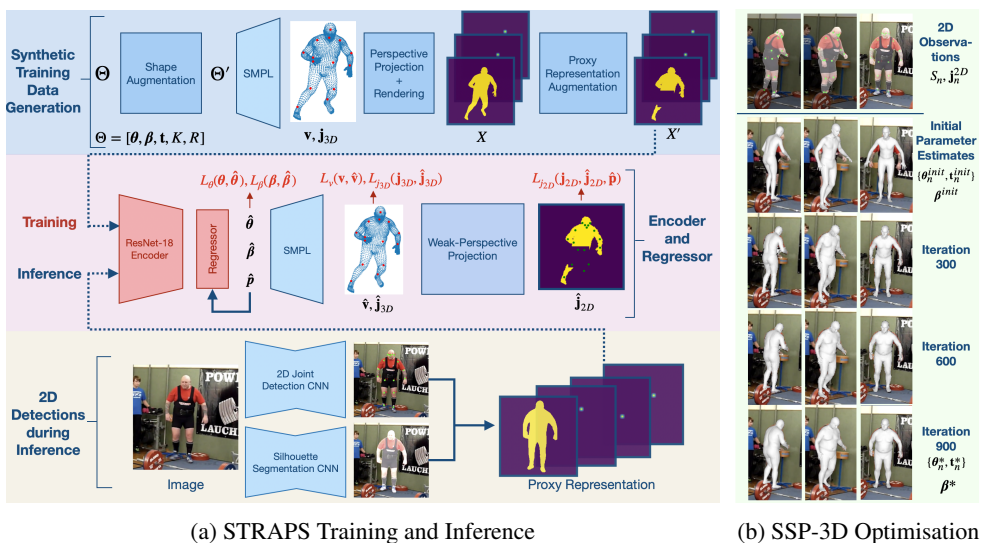 Synthetic
Training
Data
Generation
Θ
Shape
Augmentation
Θ′
SMPL
Perspective
Projection
+
Rendering
Proxy
Representation
Augmentation
Θ = [θ, β, t, K, R]
v, j3D
X
X′
Training
Inference
ResNet-18
Encoder
Regressor
Lθ(θ, θ̂), Lβ(β, β̂)
θ̂
β̂
p̂
SMPL
Lv(v, v̂), Lj3D(j3D, ĵ3D)
v̂, ĵ3D
Weak-Perspective
Projection
Lj2D(j2D, ĵ2D, p̂)
ĵ2D
Encoder
and
Regressor
2D
Detections
during
Inference
POW
LAUCH
Image
2D Joint
Detection CNN
Silhouette
Segmentation CNN
Proxy Representation
(a) STRAPS Training and Inference
2D
Observa-
tions
Sn, jn2D
Initial
Parameter
Estimates
{θninit, tninit}
βinit
Iteration
300
Iteration
600
Iteration
900
{θn*, tn*}
β*
(b) SSP-3D Optimisation